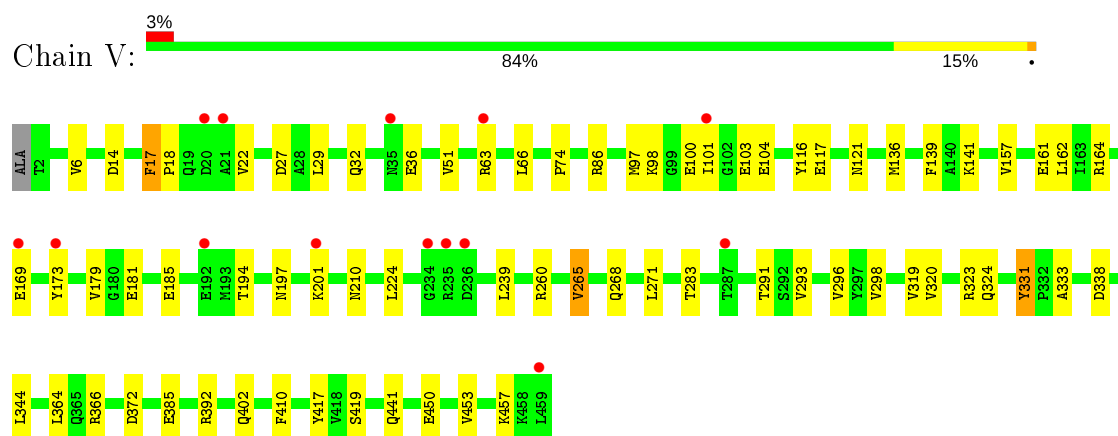 3%
Chain V:
84%
15%
ALA T2 V6 D14 F17 P18 Q19 D20 A21 V22 D27 A28 L29 Q32 N35 E36 V51 R63 L66 P74 R86 M97 K98 G99 E100 I101 G102 E103 E104 Y116 E117 N121 M136 F139 A140 K141 V157 E161 L162 I163 R164
E169 Y173 V179 G180 E181 E185 E192 M193 T194 N197 K201 N210 L224 G234 R235 D236 L239 R260 V265 Q268 L271 T283 T287 T291 S292 V293 V296 Y297 V298 V319 V320 R323 Q324 Y331 P332 A333 D338
L344 L364 Q365 R366 D372 E385 R392 Q402 F410 Y417 V418 S419 Q441 E450 V453 K457 K458 L459